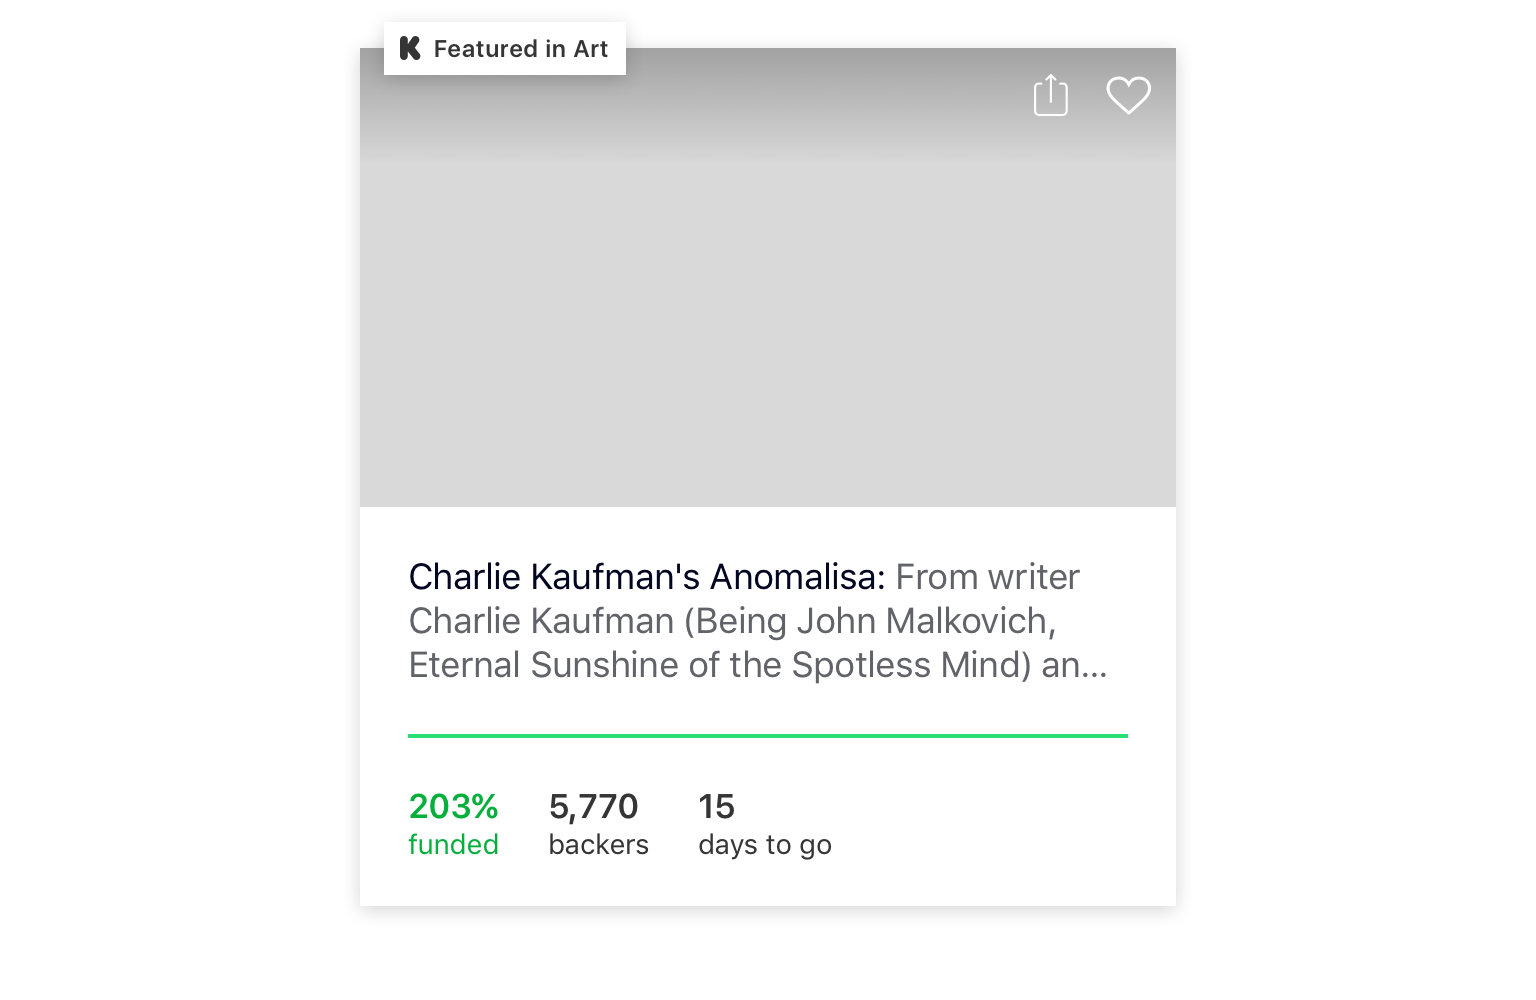 K Featured in Art
Charlie Kaufman's Anomalisa: From writer
Charlie Kaufman (Being John Malkovich,
Eternal Sunshine of the Spotless Mind) an...
203% 5,770 15
funded backers days to go